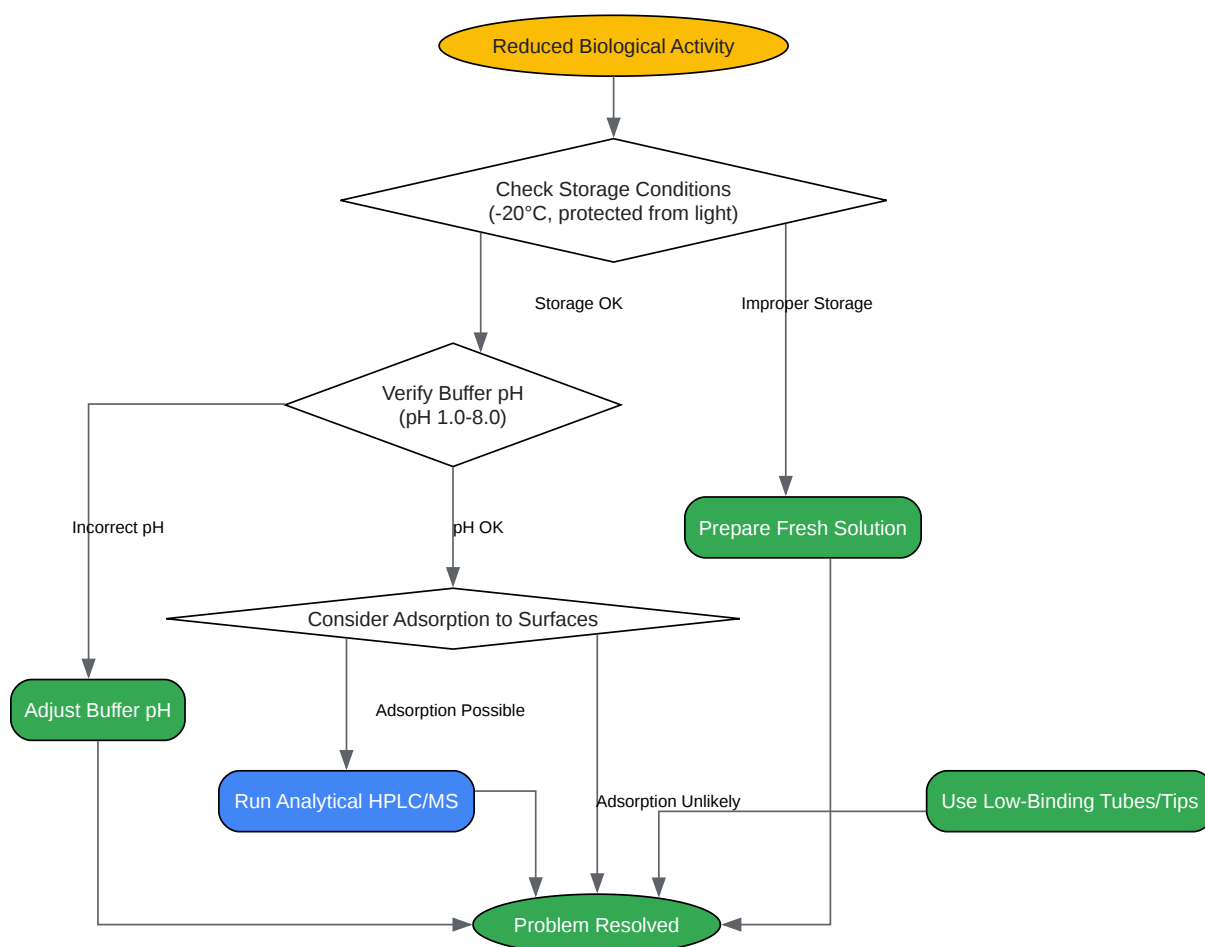 Reduced Biological Activity
Check Storage Conditions
(-20°C, protected from light)
Storage OK
Improper Storage
Verify Buffer pH
(pH 1.0-8.0)
Incorrect pH
pH OK
Prepare Fresh Solution
Consider Adsorption to Surfaces
Adjust Buffer pH
Adsorption Possible
Run Analytical HPLC/MS
Adsorption Unlikely
Use Low-Binding Tubes/Tips
Problem Resolved